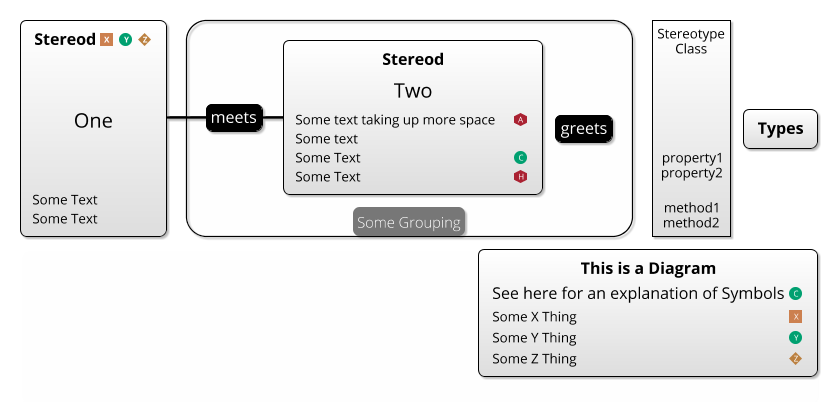 Stereod X Y Z
One
Some Text
Some Text
meets
Stereod
Two
Some text taking up more space A
Some text
Some Text C
Some Text H
greets
Some Grouping
Stereotype
Class
property1
property2
method1
method2
Types
This is a Diagram
See here for an explanation of Symbols C
Some X Thing X
Some Y Thing Y
Some Z Thing Z